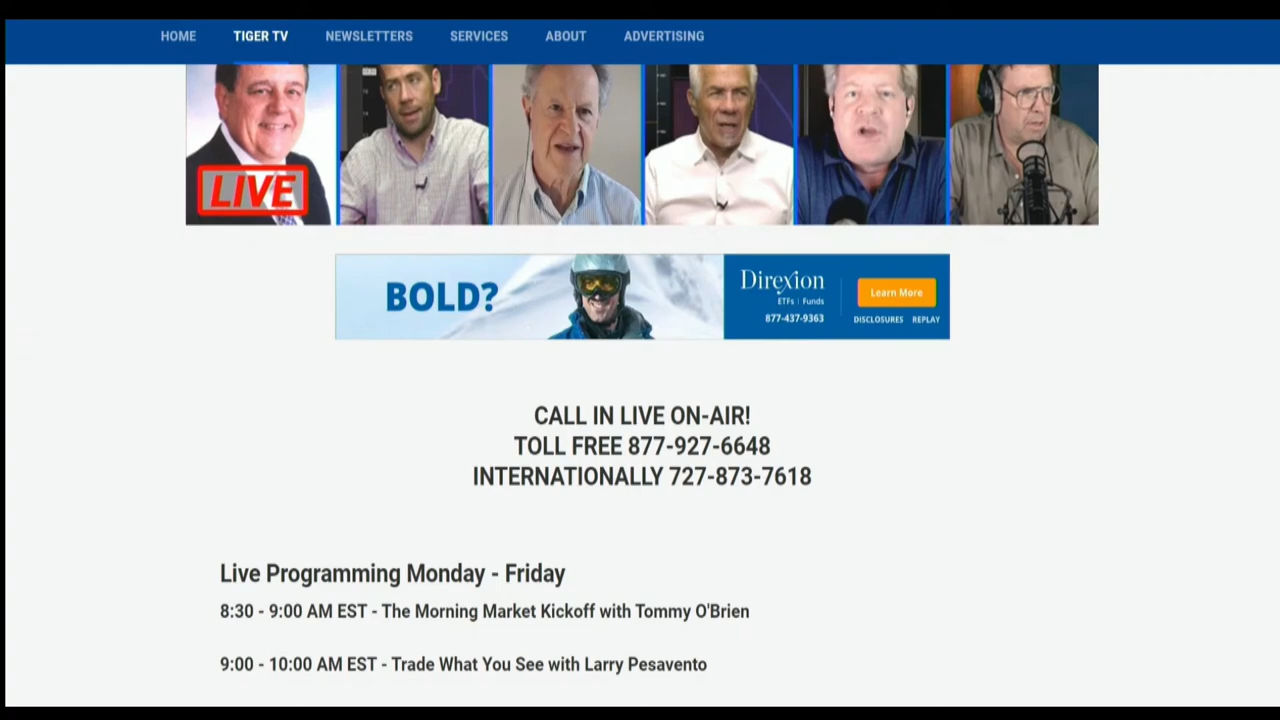 HOME TIGER TV NEWSLETTERS SERVICES ABOUT ADVERTISING
LIVE
BOLD?
Direxion
ETFs | Funds
877-437-9363
Learn More
DISCLOSURES REPLAY
CALL IN LIVE ON-AIR!
TOLL FREE 877-927-6648
INTERNATIONALLY 727-873-7618
Live Programming Monday - Friday
8:30 - 9:00 AM EST - The Morning Market Kickoff with Tommy O'Brien
9:00 - 10:00 AM EST - Trade What You See with Larry Pesavento